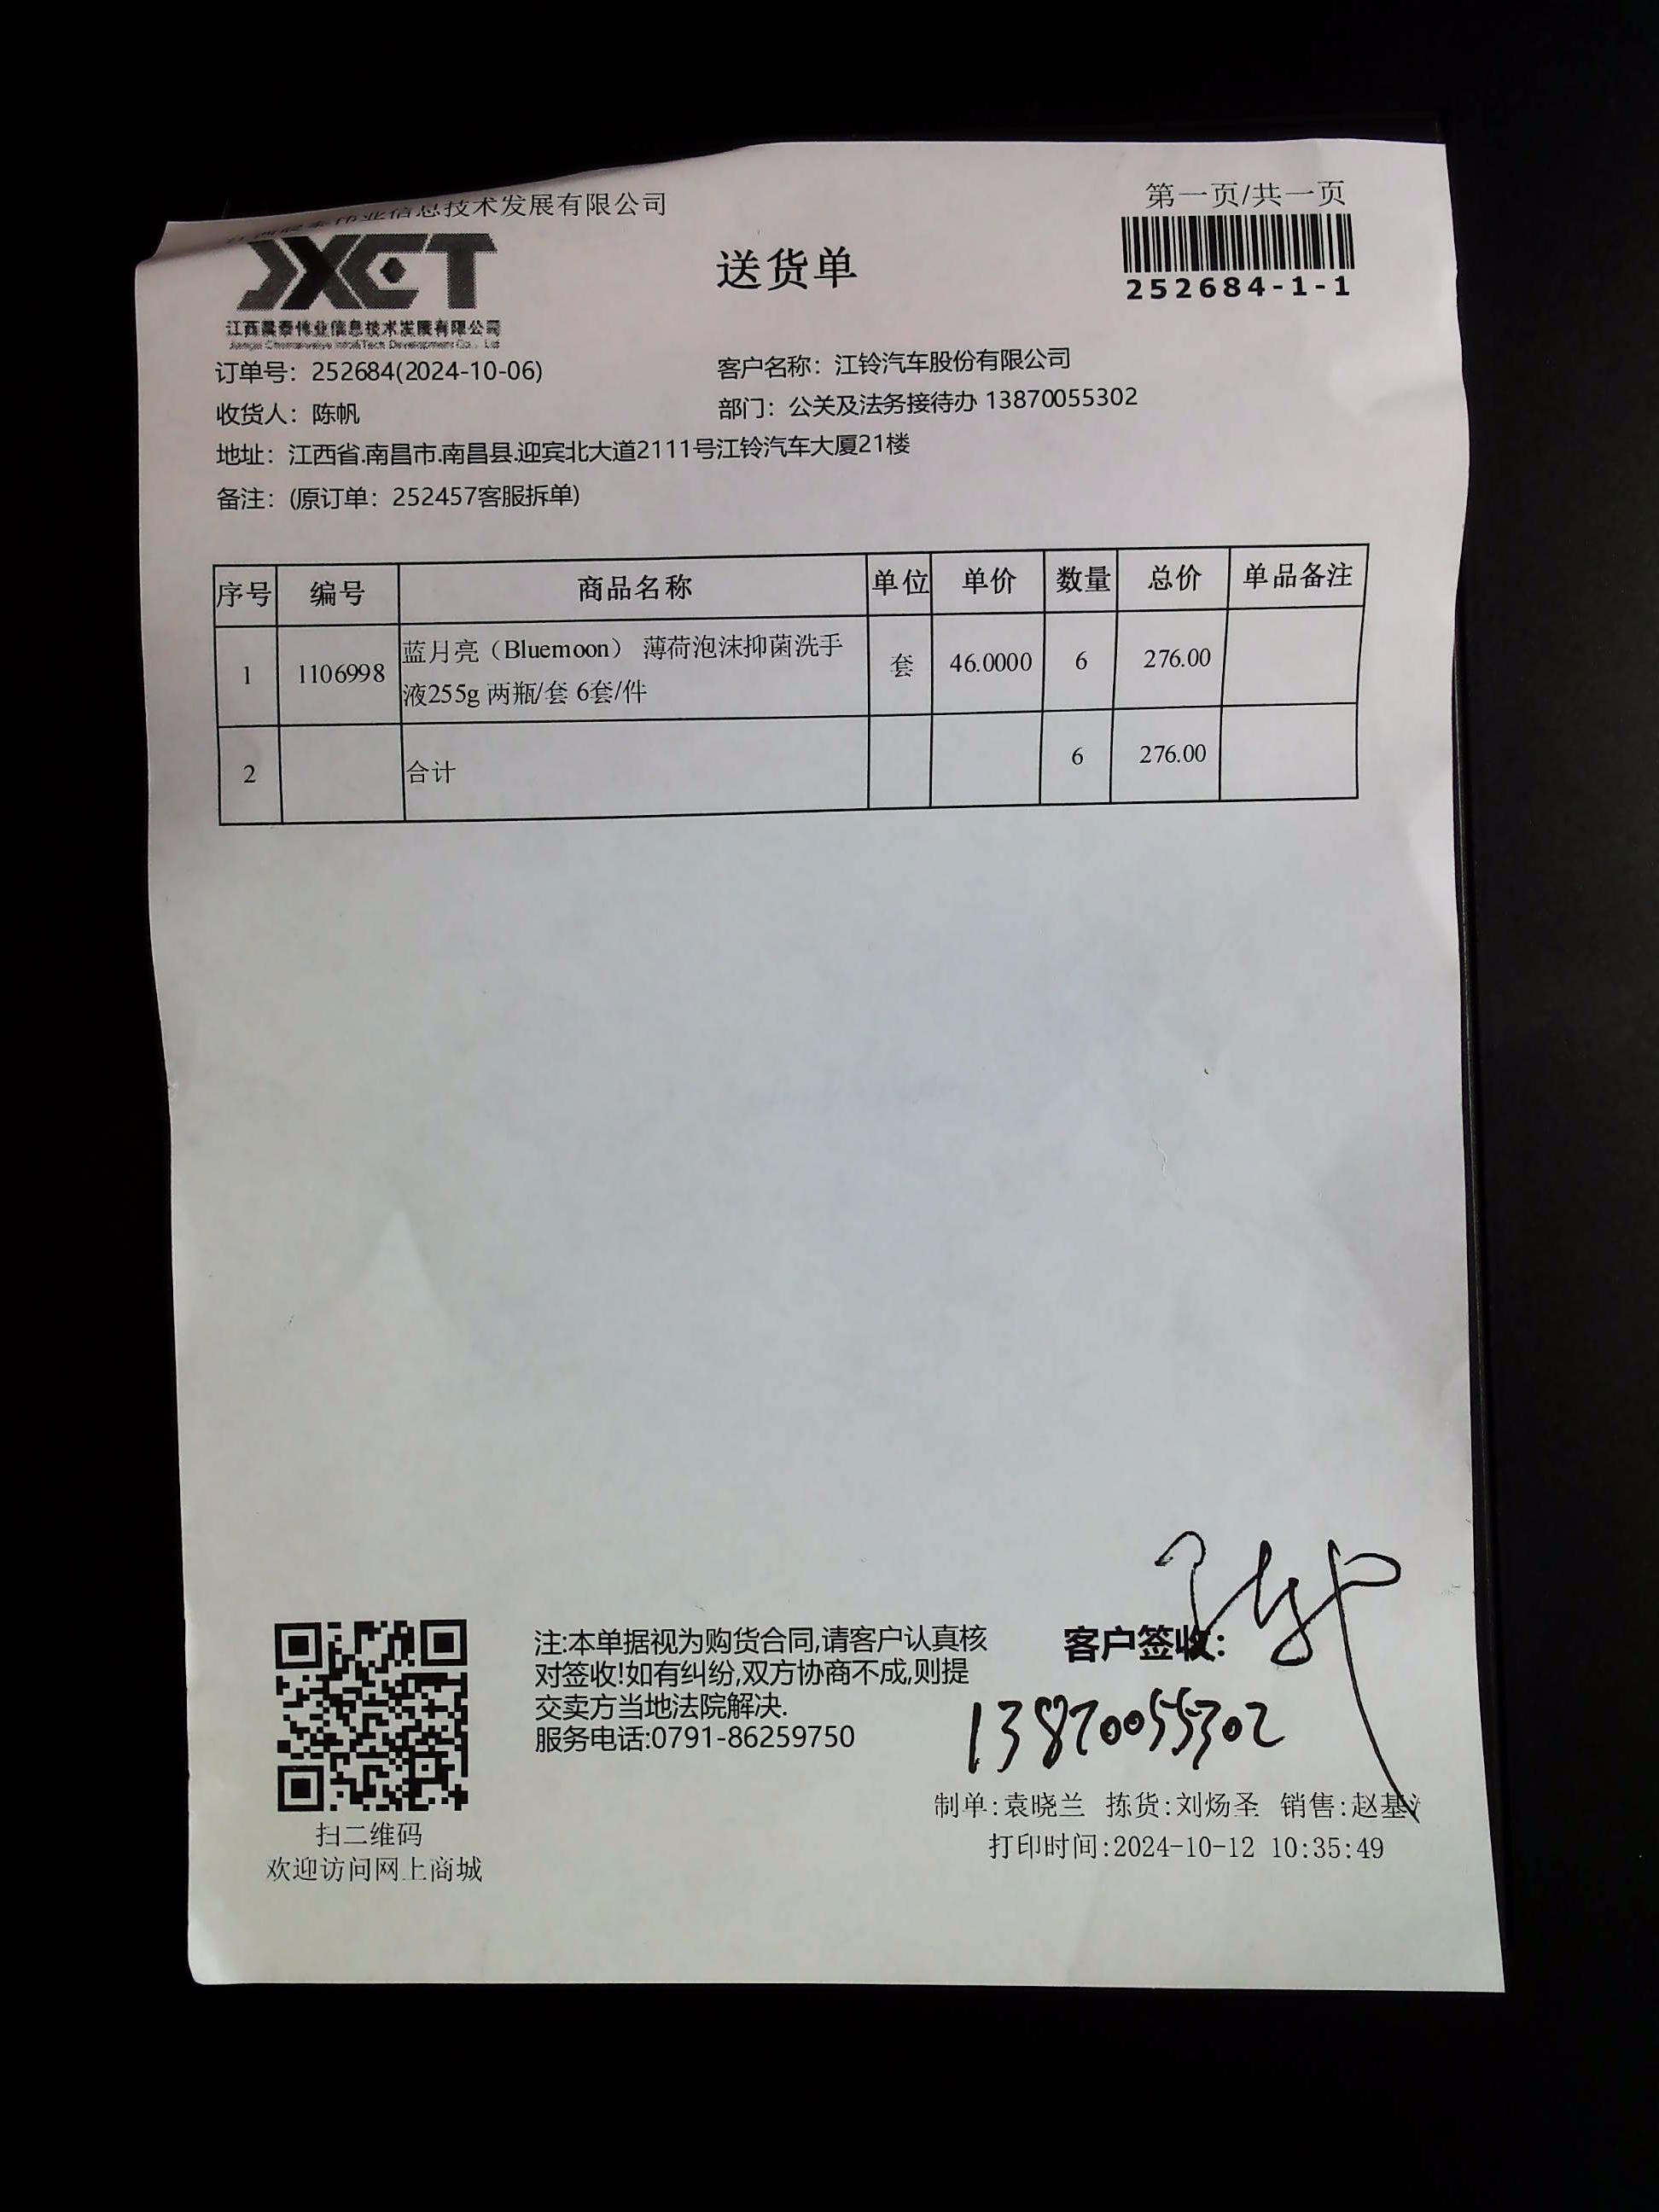 伟业信息技术发展有限公司
第一页/共一页
JXCT
送货单
252684-1-1
江西晨泰伟业信息技术发展有限公司
订单号：252684(2024-10-06)
客户名称：江铃汽车股份有限公司
收货人：陈帆
部门：公关及法务接待办 13870055302
地址：江西省.南昌市.南昌县.迎宾北大道2111号江铃汽车大厦21楼
备注：(原订单：252457客服拆单)
序号 编号 商品名称 单位 单价 数量 总价 单品备注
1 1106998 蓝月亮（Bluemoon） 薄荷泡沫抑菌洗手 套 46.0000 6 276.00
液255g 两瓶/套 6套/件
2 合计 6 276.00
注:本单据视为购货合同,请客户认真核
对签收!如有纠纷,双方协商不成,则提
交卖方当地法院解决.
服务电话:0791-86259750
客户签收：
13870055302
制单:袁晓兰 拣货:刘炀圣 销售:赵基
打印时间:2024-10-12 10:35:49
扫二维码
欢迎访问网上商城